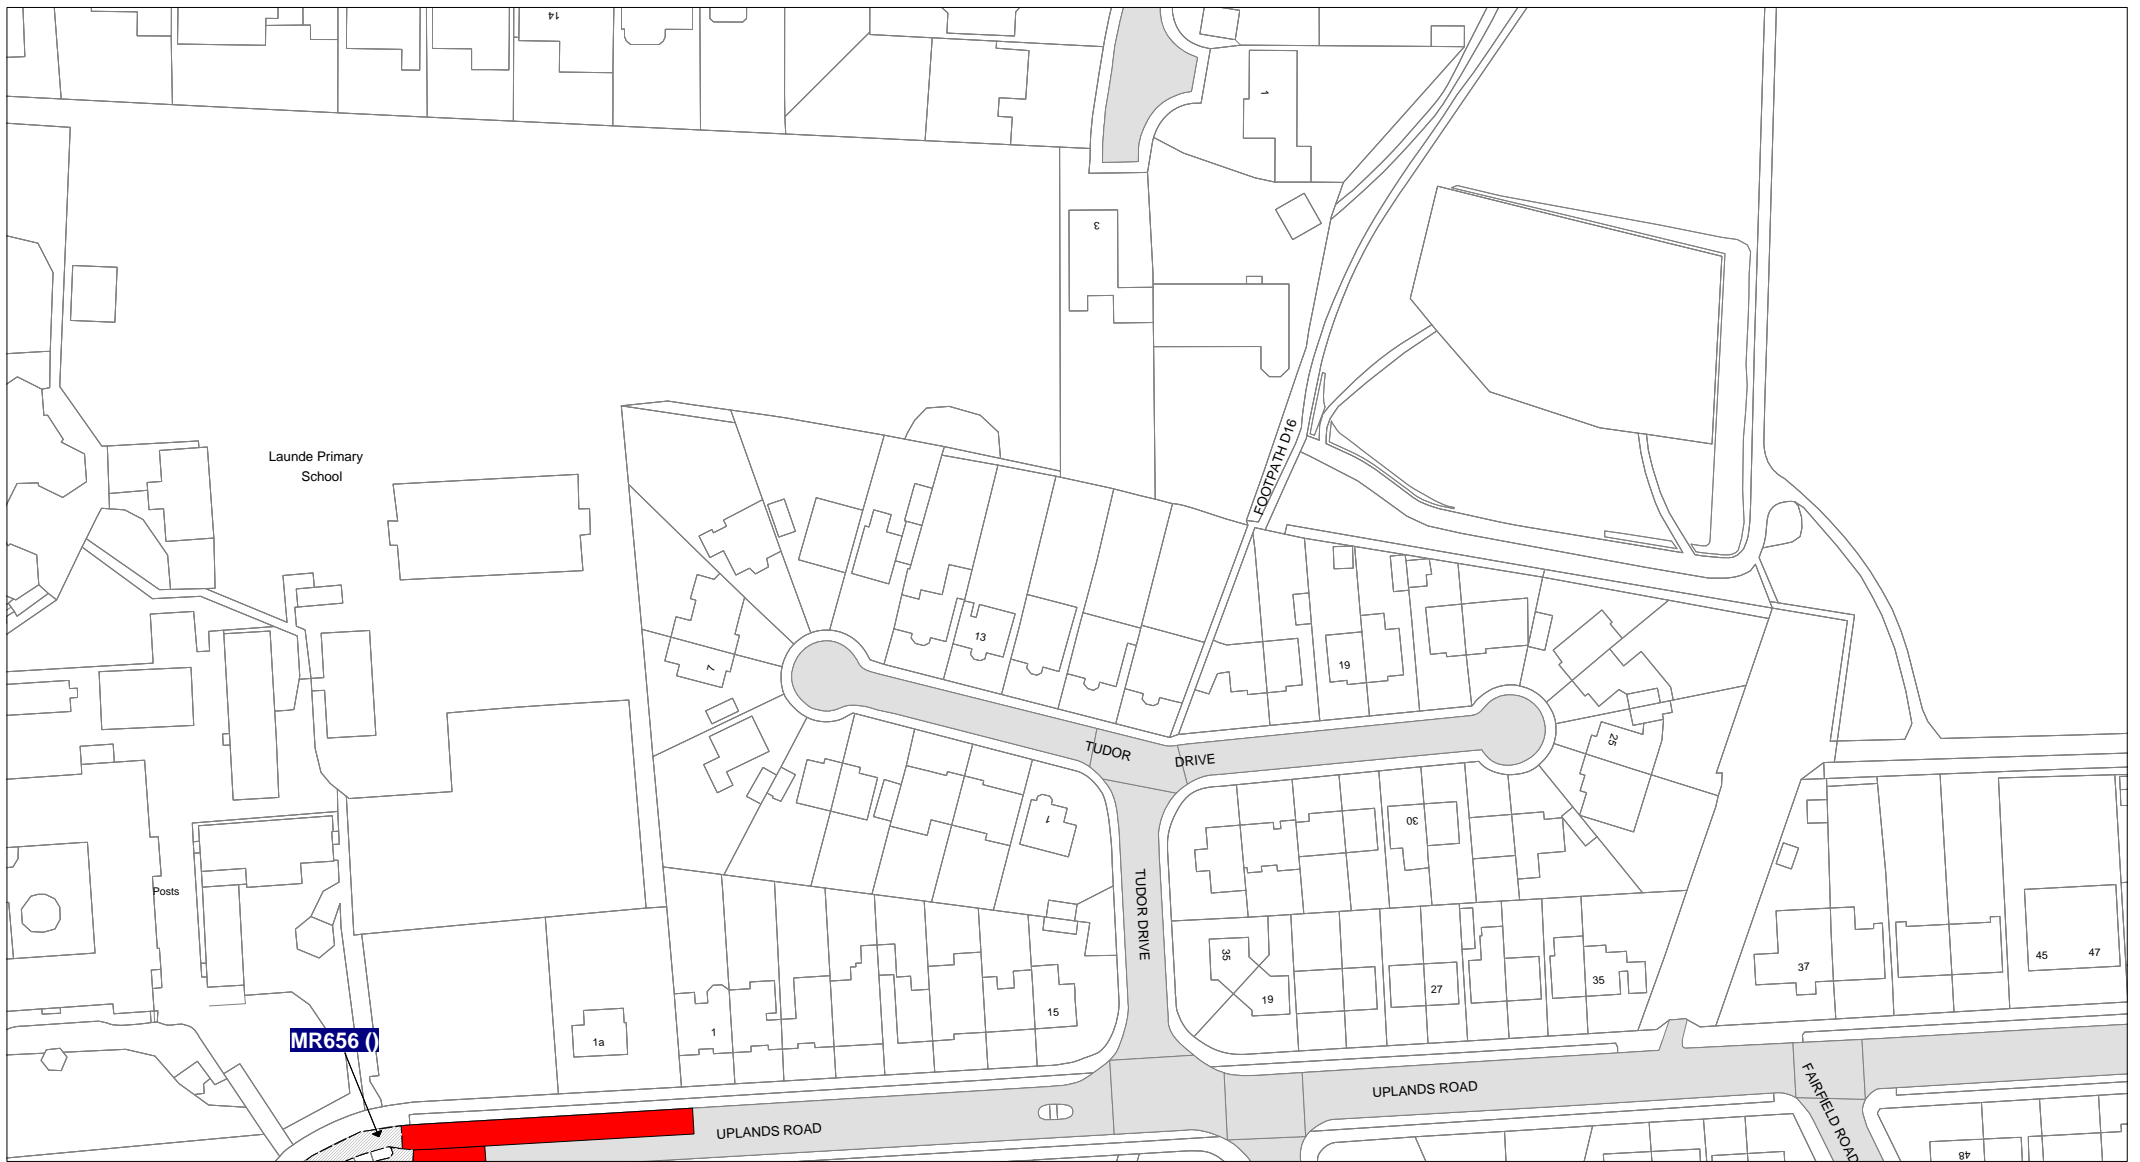 14
1
3
Launde Primary
School
FOOTPATH D16
13
19
7
25
TUDOR
DRIVE
1
30
Posts
TUDOR DRIVE
35
19
27
35
37
45
47
1a
1
15
MR656 ()
UPLANDS ROAD
UPLANDS ROAD
FAIRFIELD ROAD
48